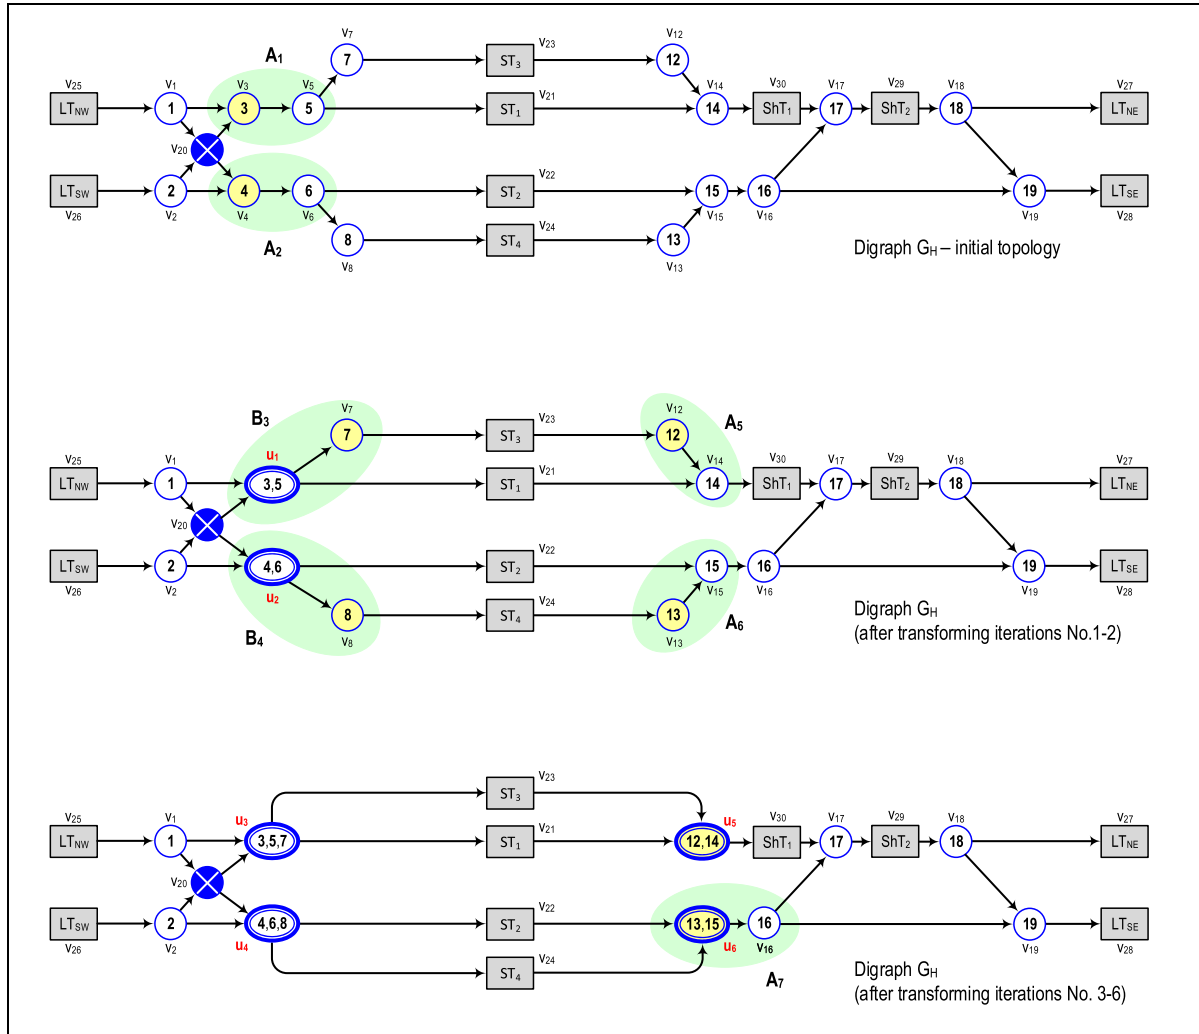 V7 V23 V12
A1
7 ST3 12
V25 V1 V3 V5 V21 V14 V30 V17 V29 V18 V27
LTNW 1 3 5 ST1 14 ShT1 17 ShT2 18 LTNE
V20
V22
LTSW 2 4 6 ST2 15 16 19 LTSE
V26 V2 V4 V6 V15 V16 V19 V28
V24
A2 8 ST4 13
V8 V13
Digraph GH – initial topology
V7 V23 V12
B3 A5
7 ST3 12
u1
V25 V1 V21 V14 V30 V17 V29 V18 V27
LTNW 1 3,5 ST1 14 ShT1 17 ShT2 18 LTNE
V20
V22
LTSW 2 4,6 ST2 15 16 19 LTSE
V26 V2 u2 V15 V16 V19 V28
V24
8 ST4 13
B4 V8 V13 A6
Digraph GH
(after transforming iterations No.1-2)
V23
ST3
V25 V1 u3 V21 u5 V30 V17 V29 V18 V27
LTNW 1 3,5,7 ST1 12,14 ShT1 17 ShT2 18 LTNE
V20
V22
LTSW 2 4,6,8 ST2 13,15 16 19 LTSE
V26 V2 u4 u6 V16 V19 V28
V24
ST4 A7
Digraph GH
(after transforming iterations No. 3-6)